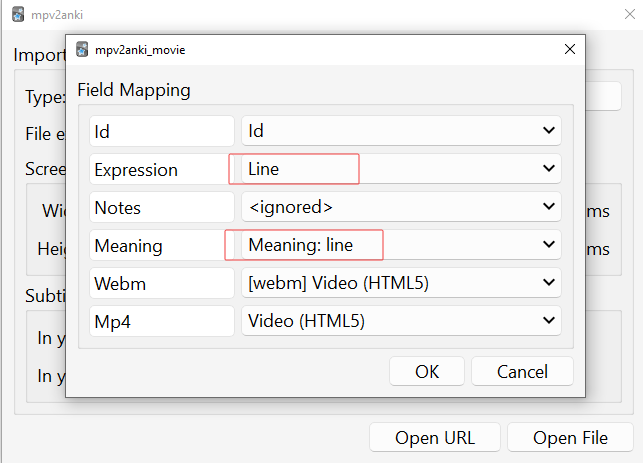 mpv2anki
Import
Type:
File e
Scree
Wid
ms
Heig
ms
Subti
In y
In y
Open URL
Open File
mpv2anki_movie
Field Mapping
Id
Id
Expression
Line
Notes
<ignored>
Meaning
Meaning: line
Webm
[webm] Video (HTML5)
Mp4
Video (HTML5)
OK
Cancel